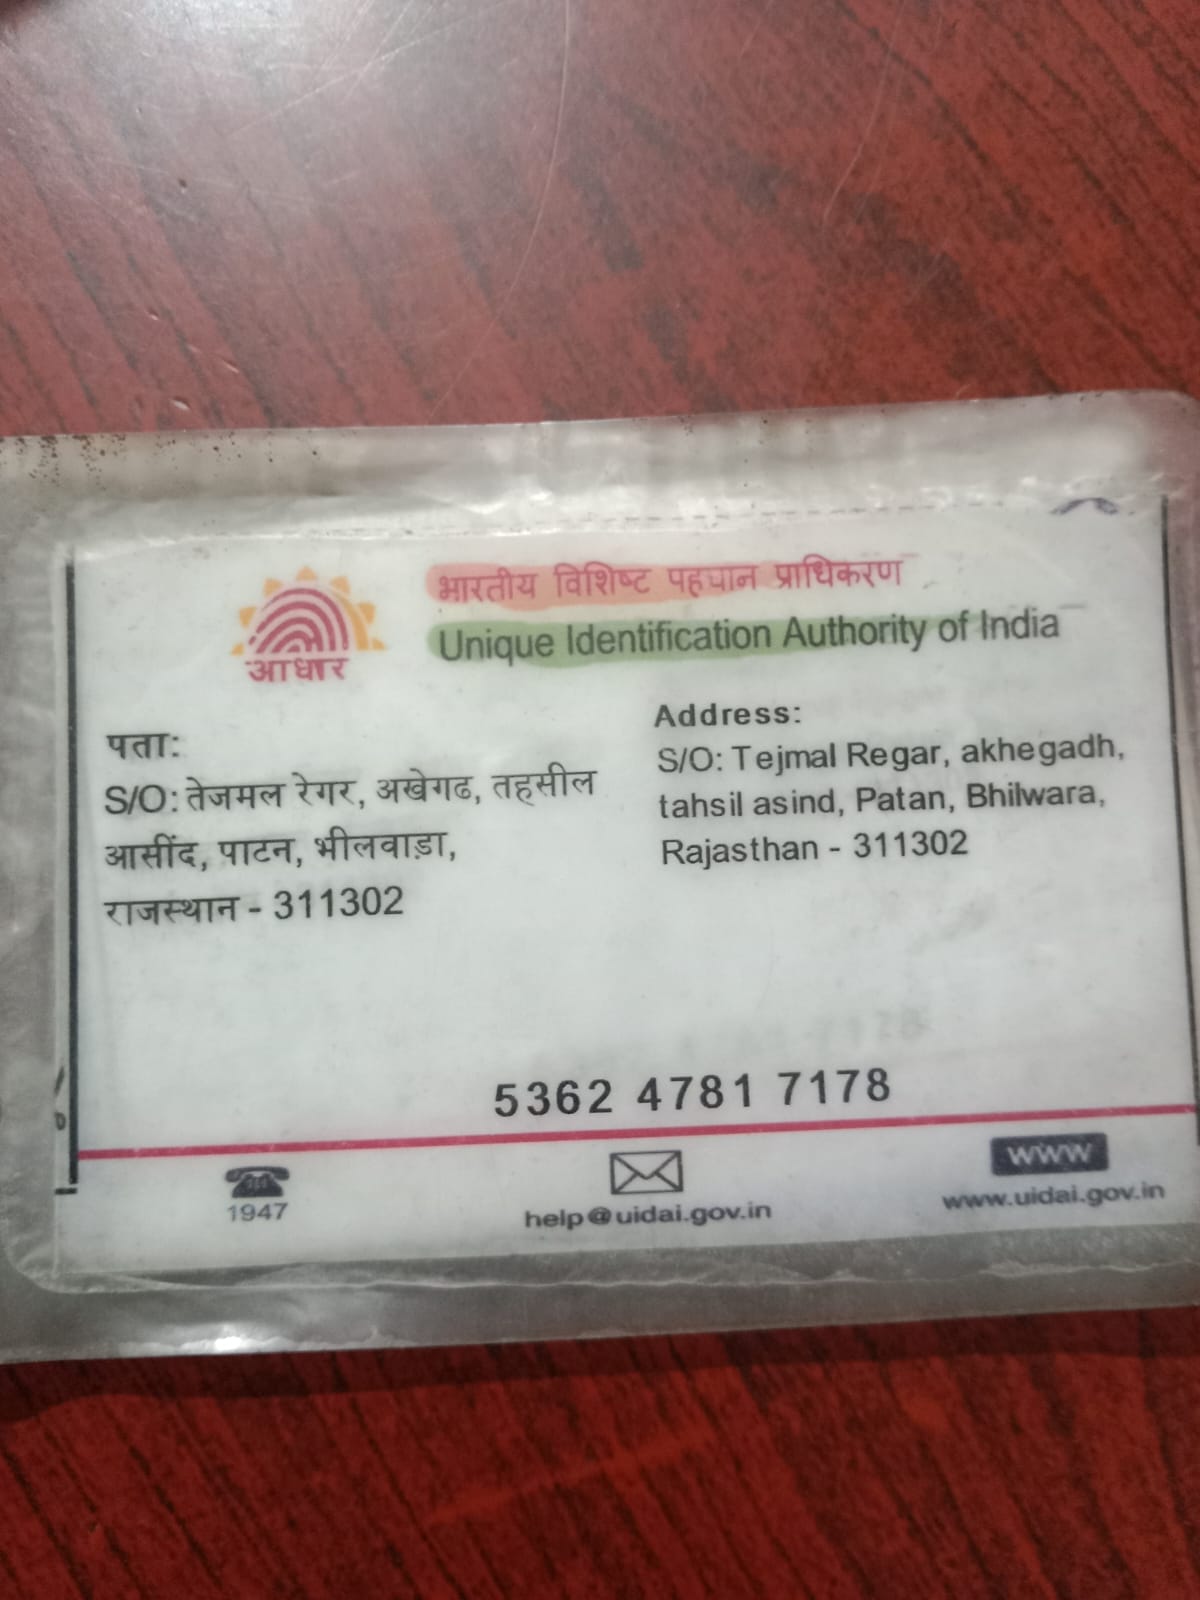 आधार
भारतीय विशिष्ट पहचान प्राधिकरण
Unique Identification Authority of India
पता:
S/O: तेजमल रेगर, अखेगढ, तहसील
आसींद, पाटन, भीलवाड़ा,
राजस्थान - 311302
Address:
S/O: Tejmal Regar, akhegadh,
tahsil asind, Patan, Bhilwara,
Rajasthan - 311302
5362 4781 7178
1947
help@uidai.gov.in
WWW
www.uidai.gov.in